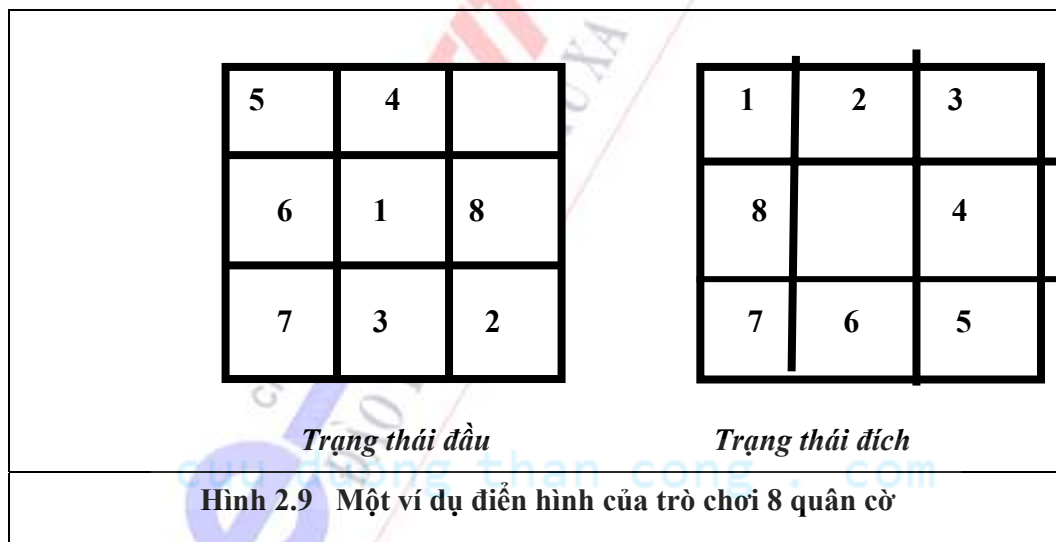 5 4
6 1 8
7 3 2
Trạng thái đầu
1 2 3
8 4
7 6 5
Trạng thái đích
cuu duong than cong . com
Hình 2.9 Một ví dụ điển hình của trò chơi 8 quân cờ